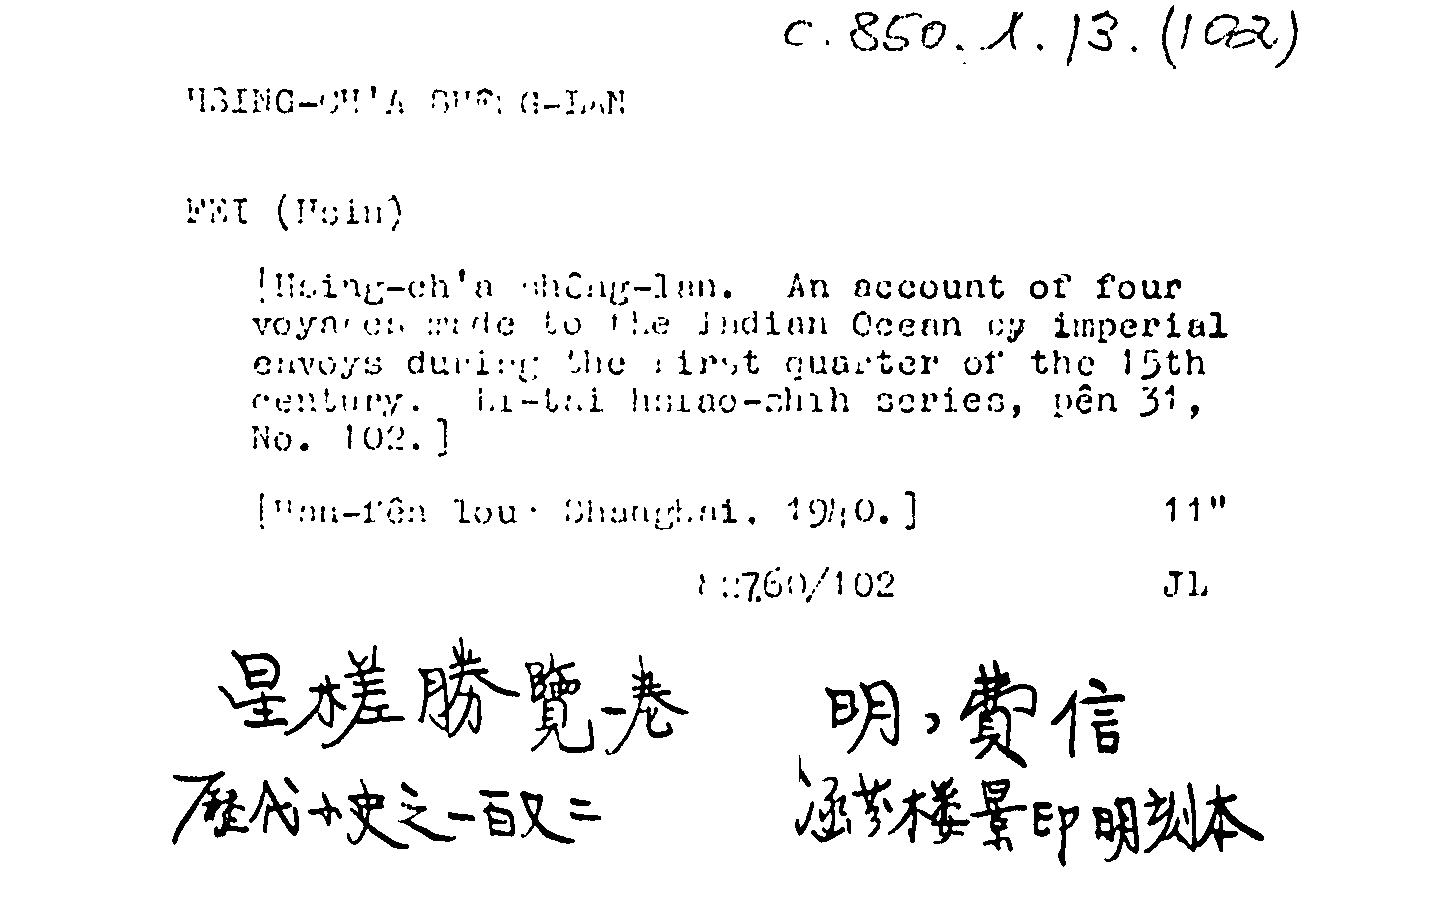 c.850.1.13.(102)
HSING-CH'A SHÊNG-LAN
FEI (Hsin)
[Hsing-ch'a shêng-lan. An account of four
voyages made to the Indian Ocean by imperial
envoys during the first quarter of the 15th
century. Li-tai hsiao-shih series, pên 31,
No. 102.]
[Han-fên lou: Shanghai, 1940.] 11"
60/102 JL
星槎勝覽一卷 明,費信
歷代小史之一百又二 涵芬楼景印明刻本